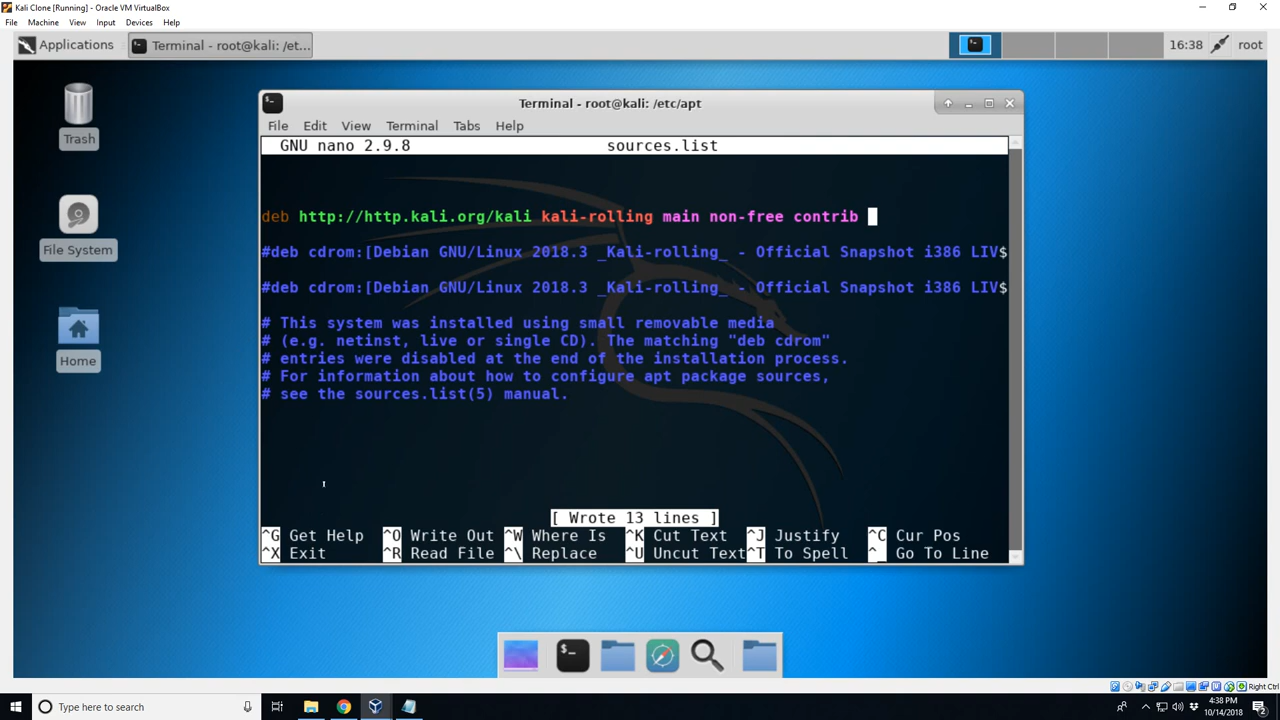 Kali Clone [Running] - Oracle VM VirtualBox
File Machine View Input Devices Help
Applications Terminal - root@kali: /et... 16:38 root
Trash
File System
Home
Terminal - root@kali: /etc/apt
File Edit View Terminal Tabs Help
GNU nano 2.9.8 sources.list
deb http://http.kali.org/kali kali-rolling main non-free contrib
#deb cdrom:[Debian GNU/Linux 2018.3 _Kali-rolling_ - Official Snapshot i386 LIV$
#deb cdrom:[Debian GNU/Linux 2018.3 _Kali-rolling_ - Official Snapshot i386 LIV$
# This system was installed using small removable media
# (e.g. netinst, live or single CD). The matching "deb cdrom"
# entries were disabled at the end of the installation process.
# For information about how to configure apt package sources,
# see the sources.list(5) manual.
[ Wrote 13 lines ]
^G Get Help ^O Write Out ^W Where Is ^K Cut Text ^J Justify ^C Cur Pos
^X Exit ^R Read File ^\ Replace ^U Uncut Text ^T To Spell ^_ Go To Line
Right Ctrl
Type here to search
4:38 PM
10/14/2018
2